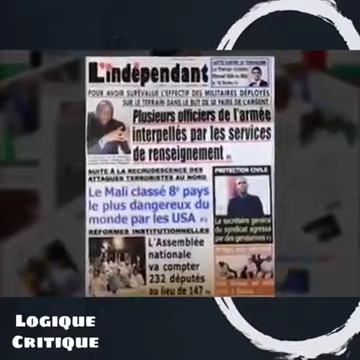 L'indépendant
POUR AVOIR SURÉVALUÉ L'EFFECTIF DES MILITAIRES DÉPLOYÉS
SUR LE TERRAIN DANS LE BUT DE SE FAIRE DE L'ARGENT
Plusieurs officiers de l'armée
interpellés par les services
de renseignement
SUITE À LA RECRUDESCENCE DES
ATTAQUES TERRORISTES AU NORD
Le Mali classé 8e pays
le plus dangereux du
monde par les USA
RÉFORMES INSTITUTIONNELLES
L'Assemblée
nationale
va compter
232 députés
au lieu de 147
PROTECTION CIVILE
Le secrétaire général
du syndicat agressé
par des gendarmes
LOGIQUE
CRITIQUE